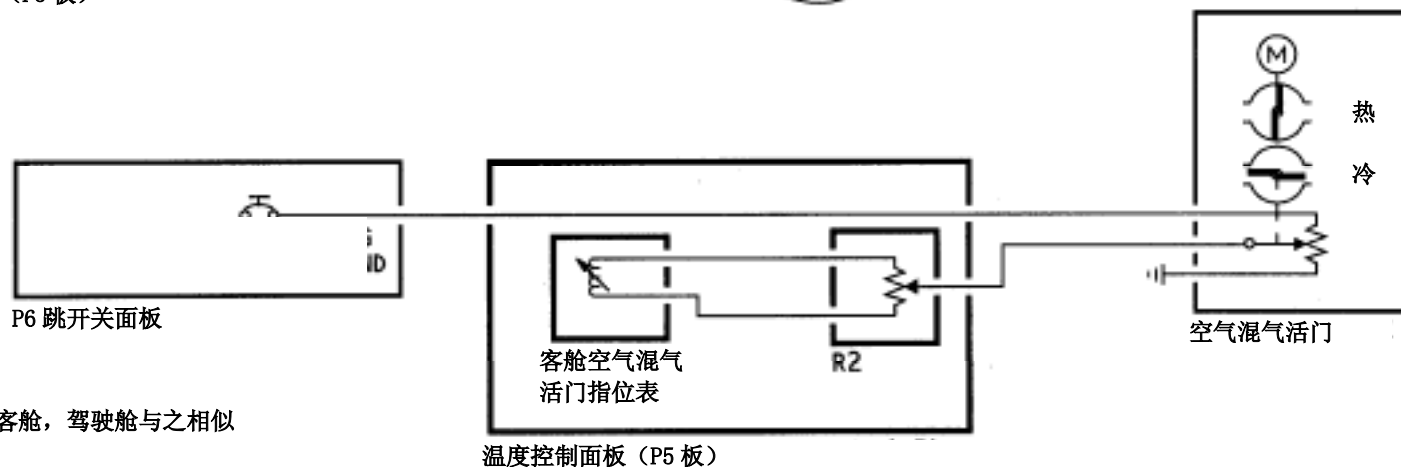 M
热
冷
ND
P6 跳开关面板
客舱空气混气
活门指位表
R2
空气混气活门
客舱，驾驶舱与之相似
温度控制面板（P5 板）